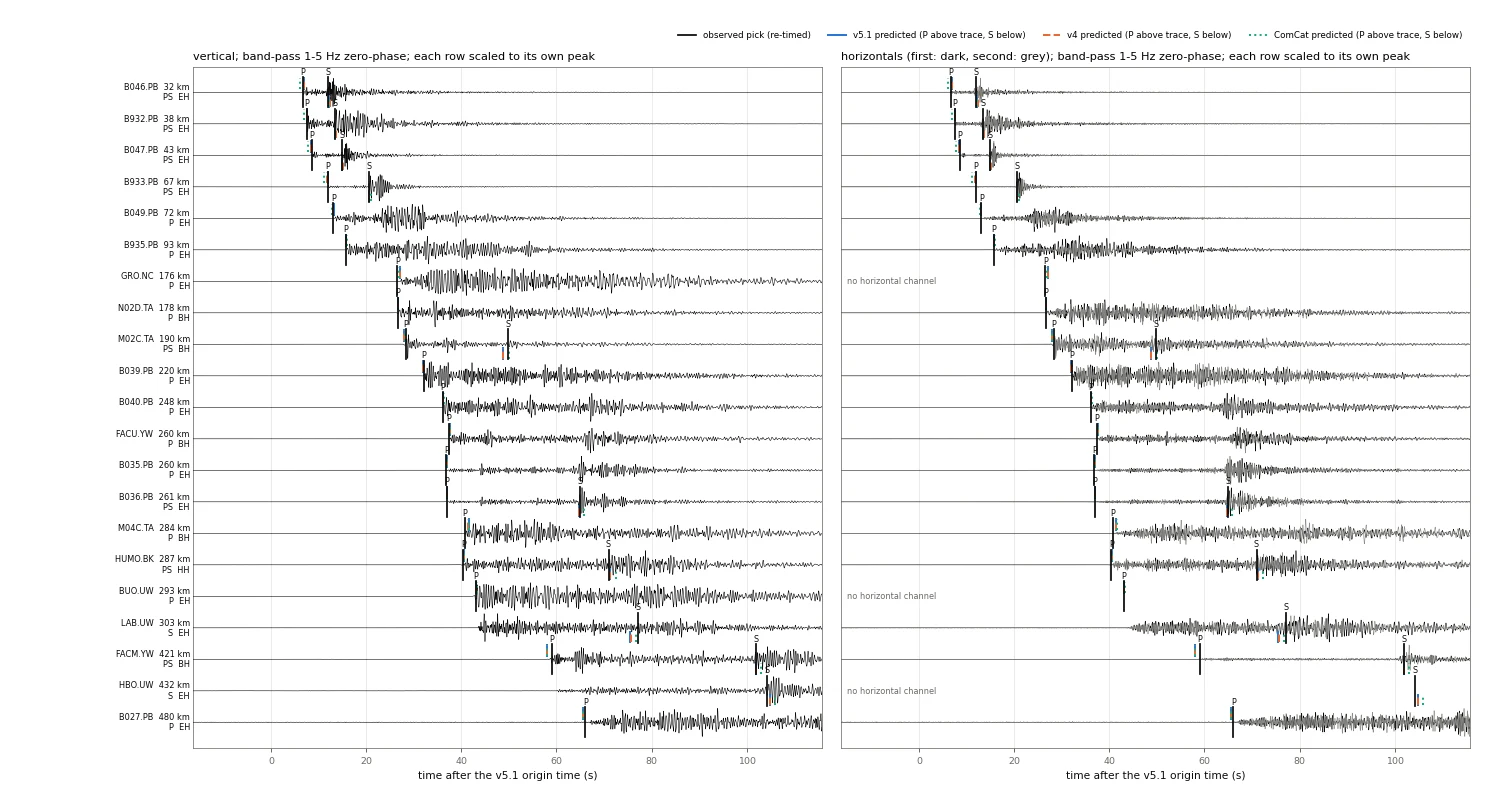 observed pick (re-timed)
v5.1 predicted (P above trace, S below)
v4 predicted (P above trace, S below)
ComCat predicted (P above trace, S below)
vertical; band-pass 1-5 Hz zero-phase; each row scaled to its own peak
horizontals (first: dark, second: grey); band-pass 1-5 Hz zero-phase; each row scaled to its own peak
B046.PB 32 km
PS EH
B932.PB 38 km
PS EH
B047.PB 43 km
PS EH
B933.PB 67 km
PS EH
B049.PB 72 km
P EH
B935.PB 93 km
P EH
GRO.NC 176 km
P EH
no horizontal channel
N02D.TA 178 km
P BH
M02C.TA 190 km
PS BH
B039.PB 220 km
P EH
B040.PB 248 km
P EH
FACU.YW 260 km
P BH
B035.PB 260 km
P EH
B036.PB 261 km
PS EH
M04C.TA 284 km
P BH
HUMO.BK 287 km
PS HH
BUO.UW 293 km
P EH
no horizontal channel
LAB.UW 303 km
S EH
FACM.YW 421 km
PS BH
HBO.UW 432 km
S EH
no horizontal channel
B027.PB 480 km
P EH
0 20 40 60 80 100
0 20 40 60 80 100
time after the v5.1 origin time (s)
time after the v5.1 origin time (s)